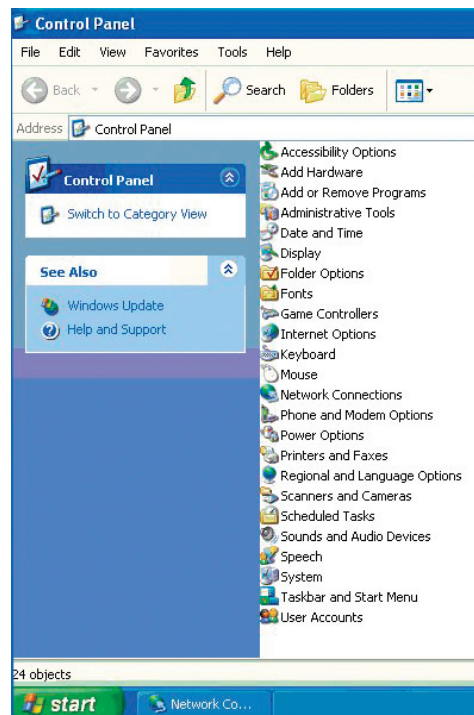 Control Panel
File Edit View Favorites Tools Help
Back Search Folders
Address Control Panel
Control Panel
Switch to Category View
See Also
Windows Update
Help and Support
Accessibility Options
Add Hardware
Add or Remove Programs
Administrative Tools
Date and Time
Display
Folder Options
Fonts
Game Controllers
Internet Options
Keyboard
Mouse
Network Connections
Phone and Modem Options
Power Options
Printers and Faxes
Regional and Language Options
Scanners and Cameras
Scheduled Tasks
Sounds and Audio Devices
Speech
System
Taskbar and Start Menu
User Accounts
24 objects
start Network Co...